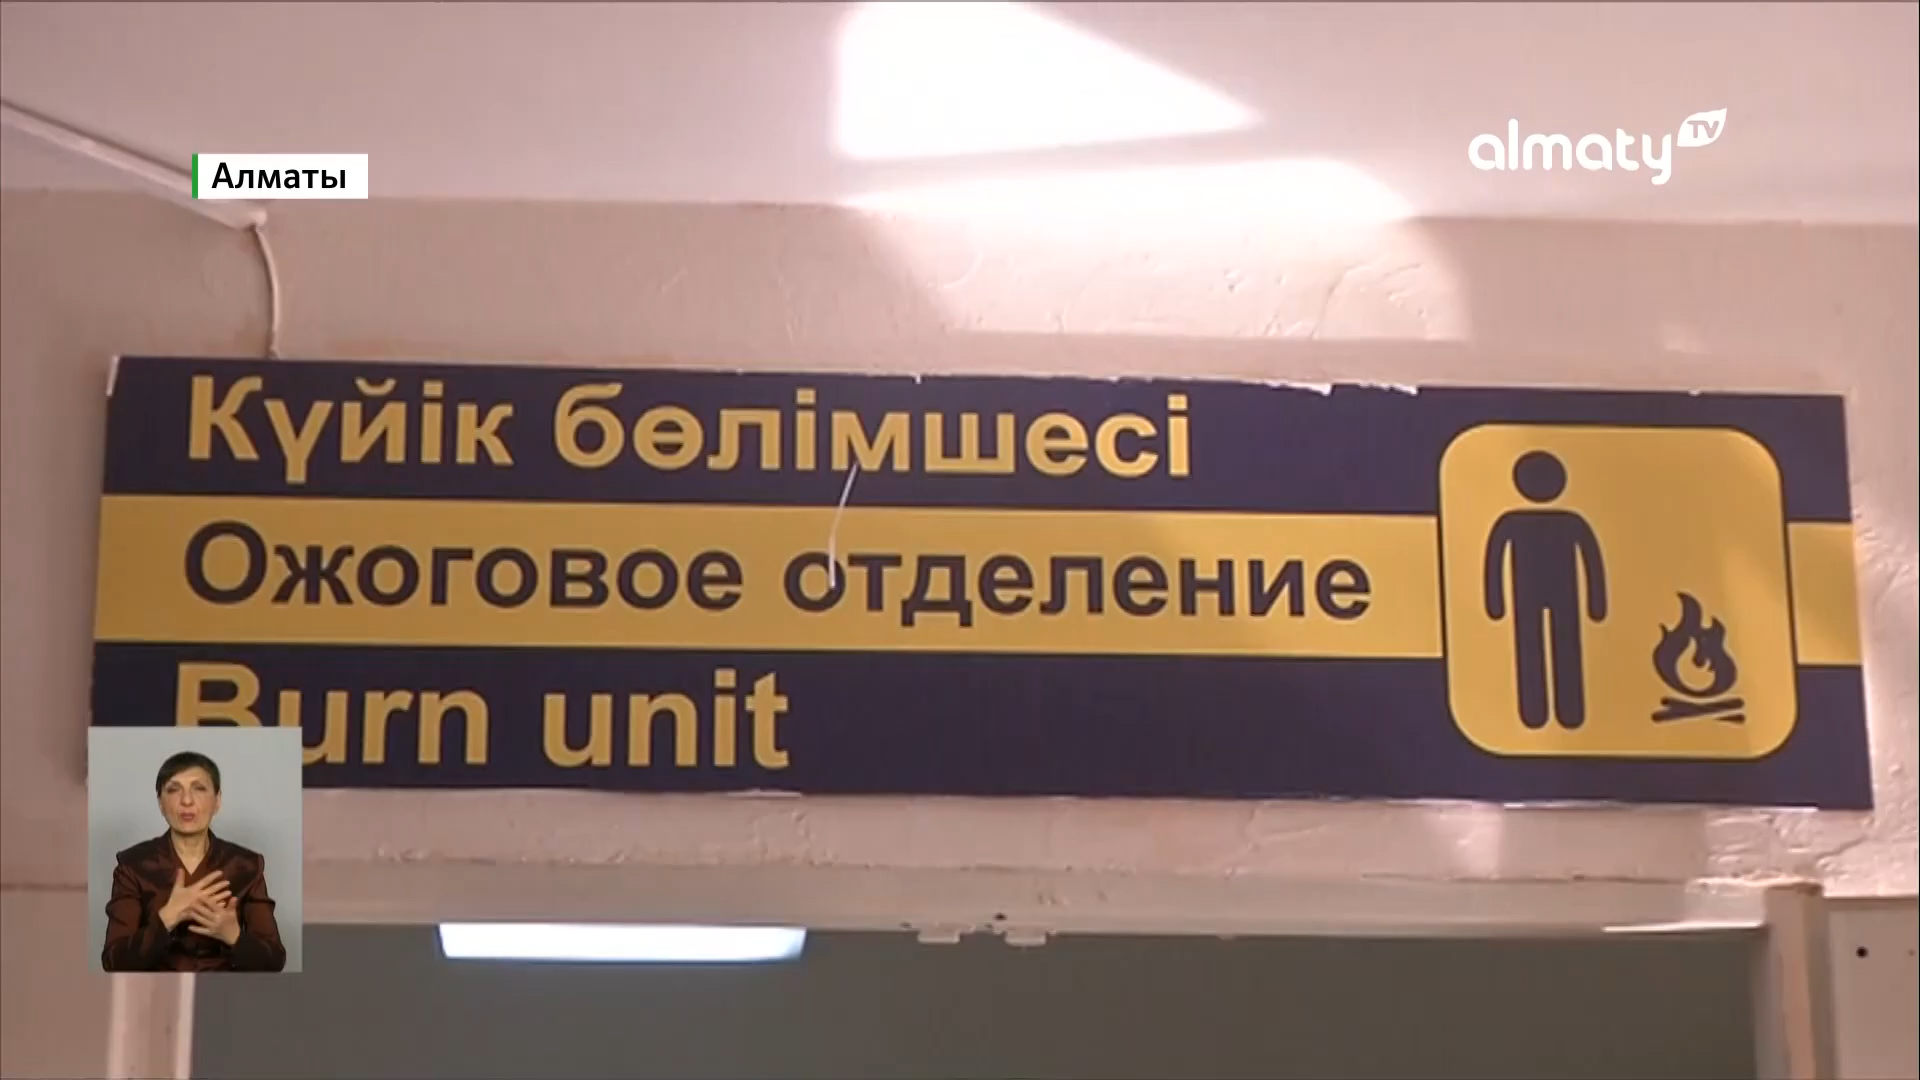 almaty TV
Алматы
Күйік бөлімшесі
Ожоговое отделение
Burn unit